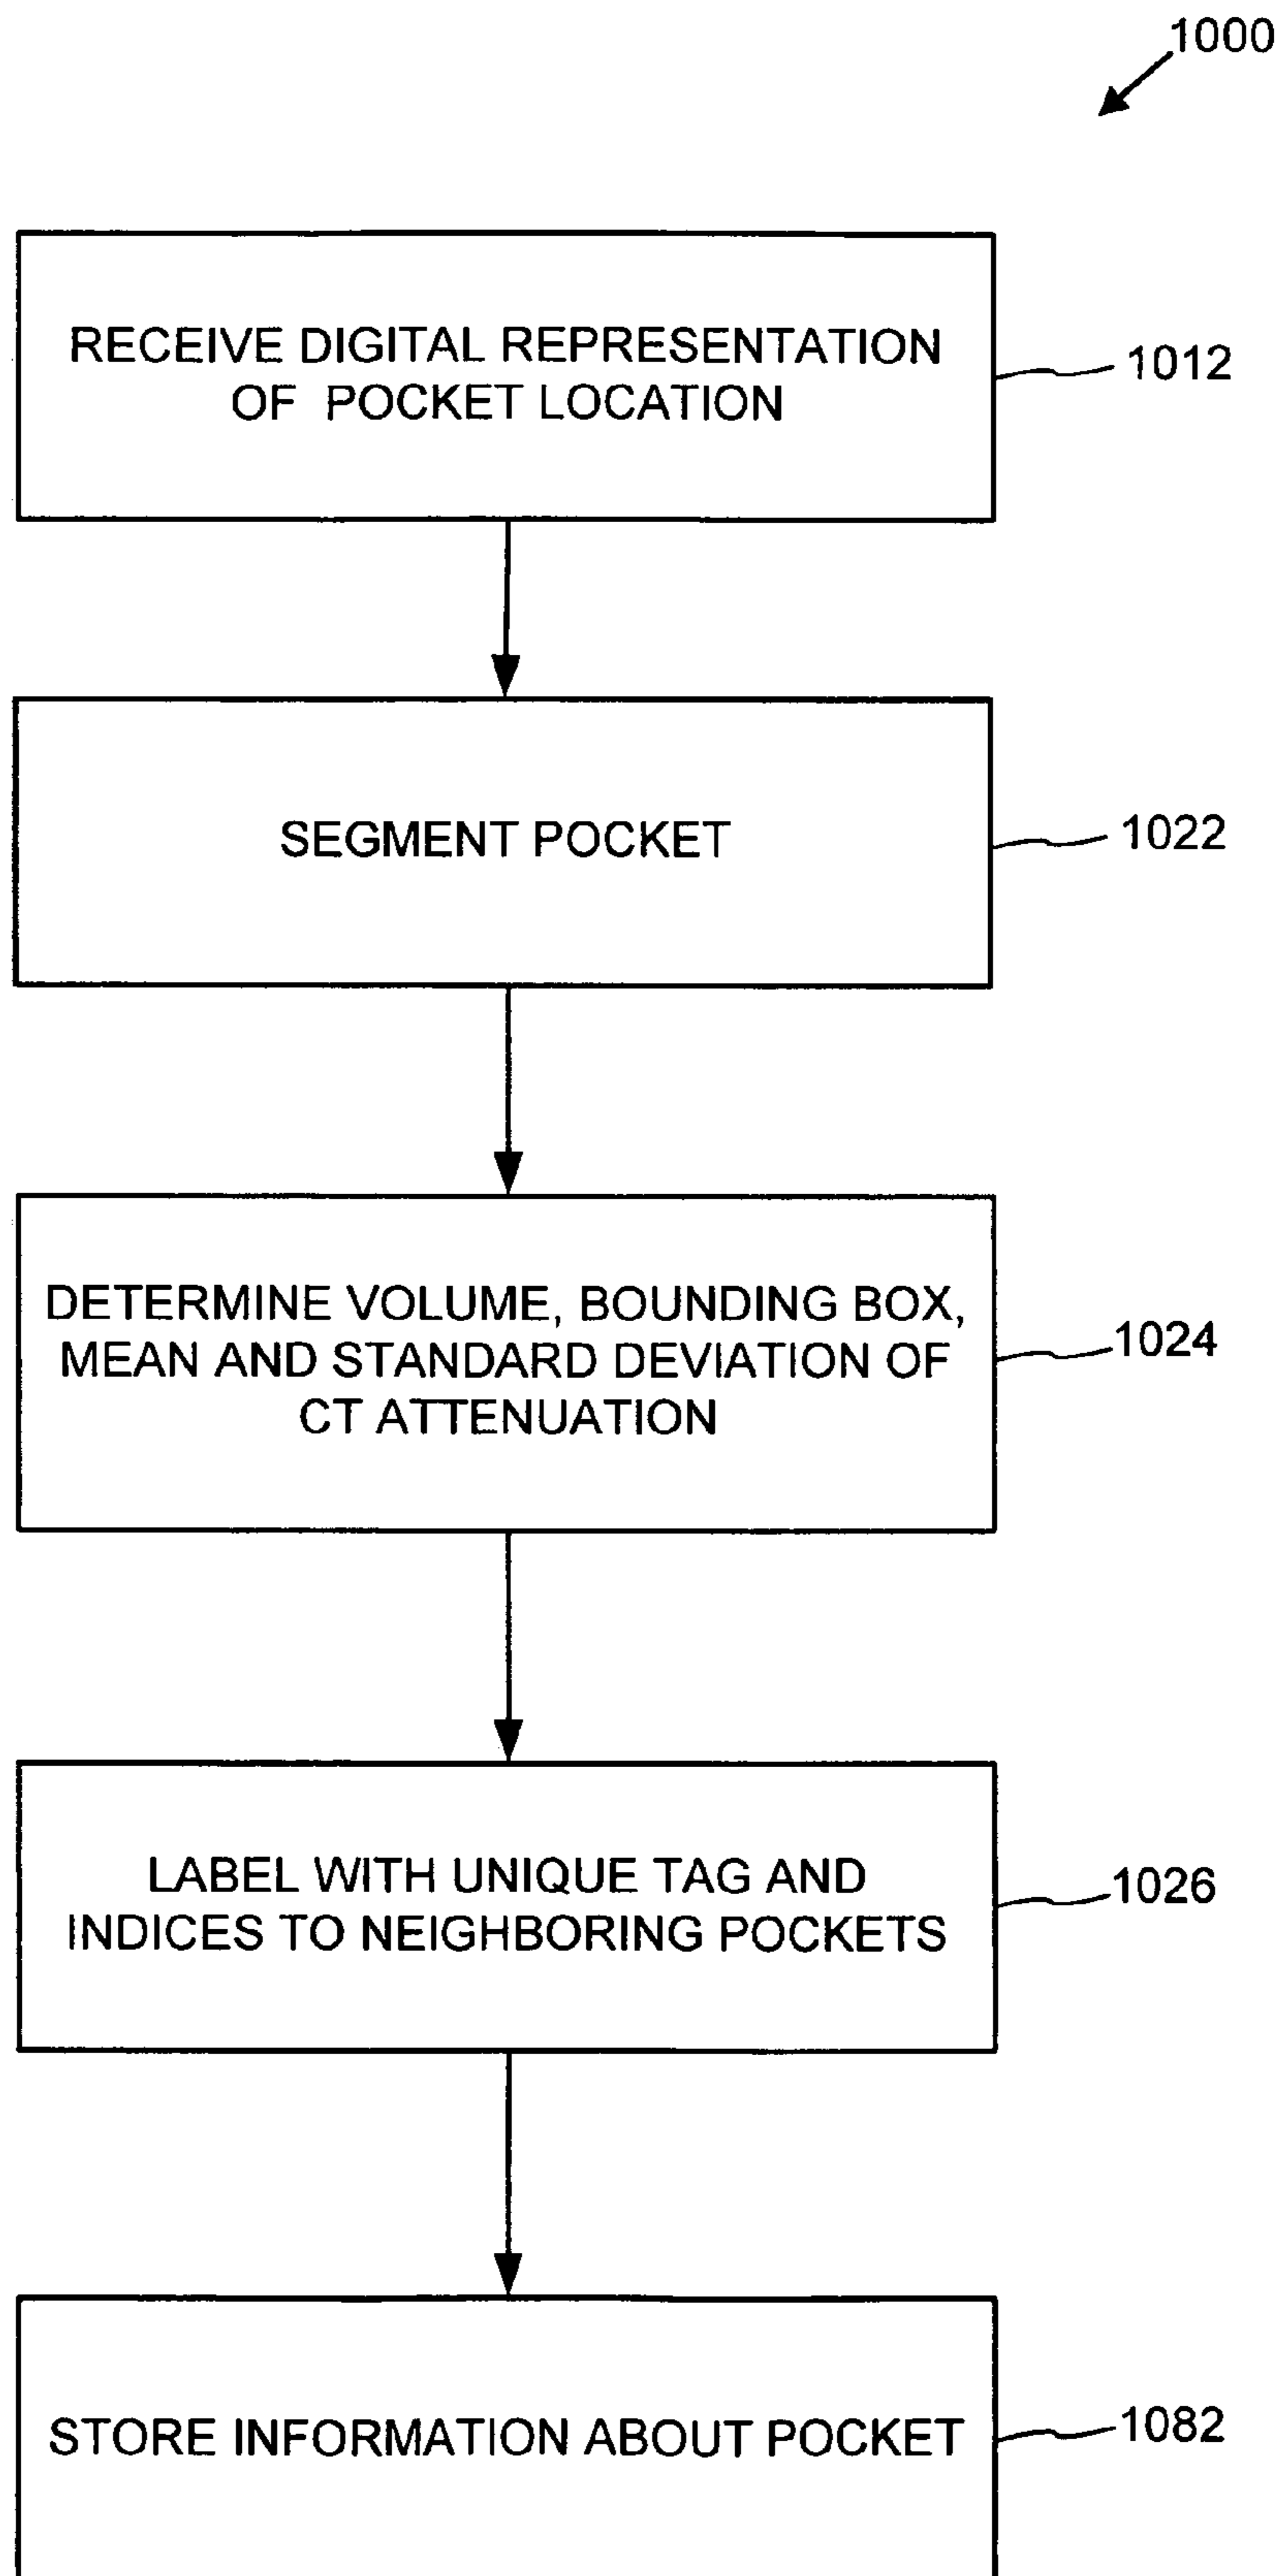 1000
RECEIVE DIGITAL REPRESENTATION
OF POCKET LOCATION
1012
SEGMENT POCKET
1022
DETERMINE VOLUME, BOUNDING BOX,
MEAN AND STANDARD DEVIATION OF
CT ATTENUATION
1024
LABEL WITH UNIQUE TAG AND
INDICES TO NEIGHBORING POCKETS
1026
STORE INFORMATION ABOUT POCKET
1082